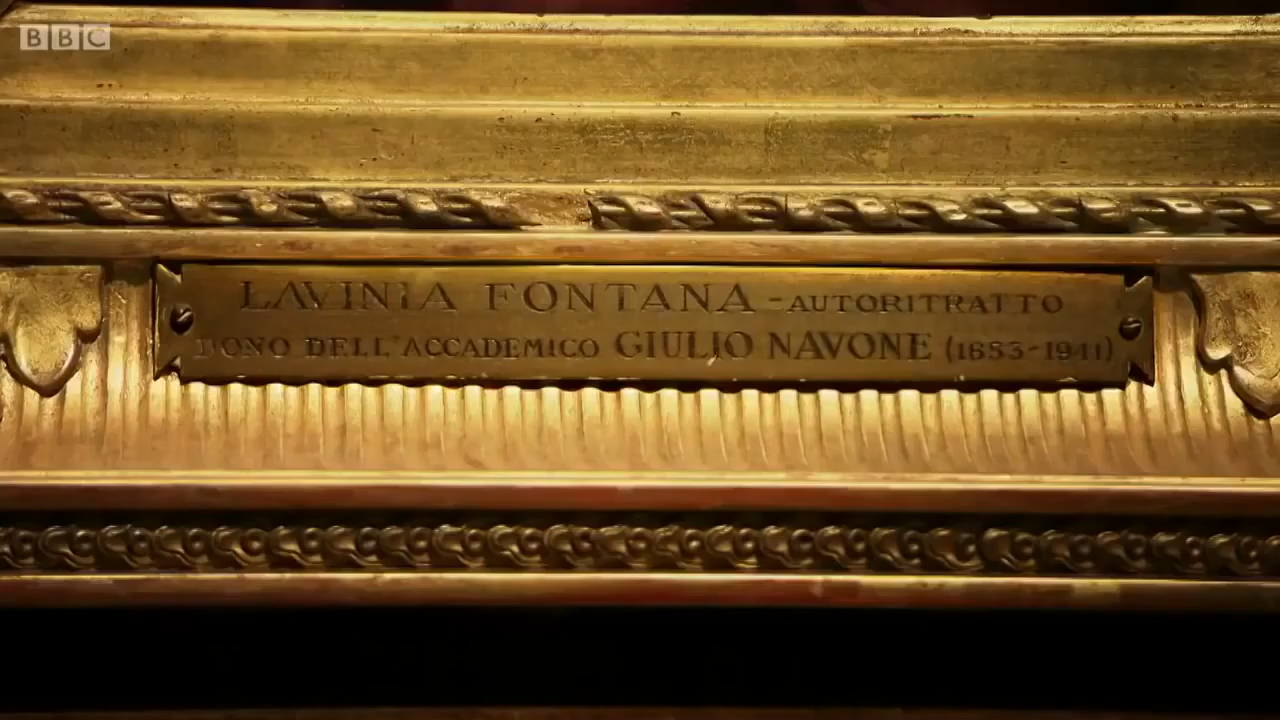 BBC
LAVINIA FONTANA - AUTORITRATTO
DONO DELL'ACCADEMICO GIULIO NAVONE (1853-1941)